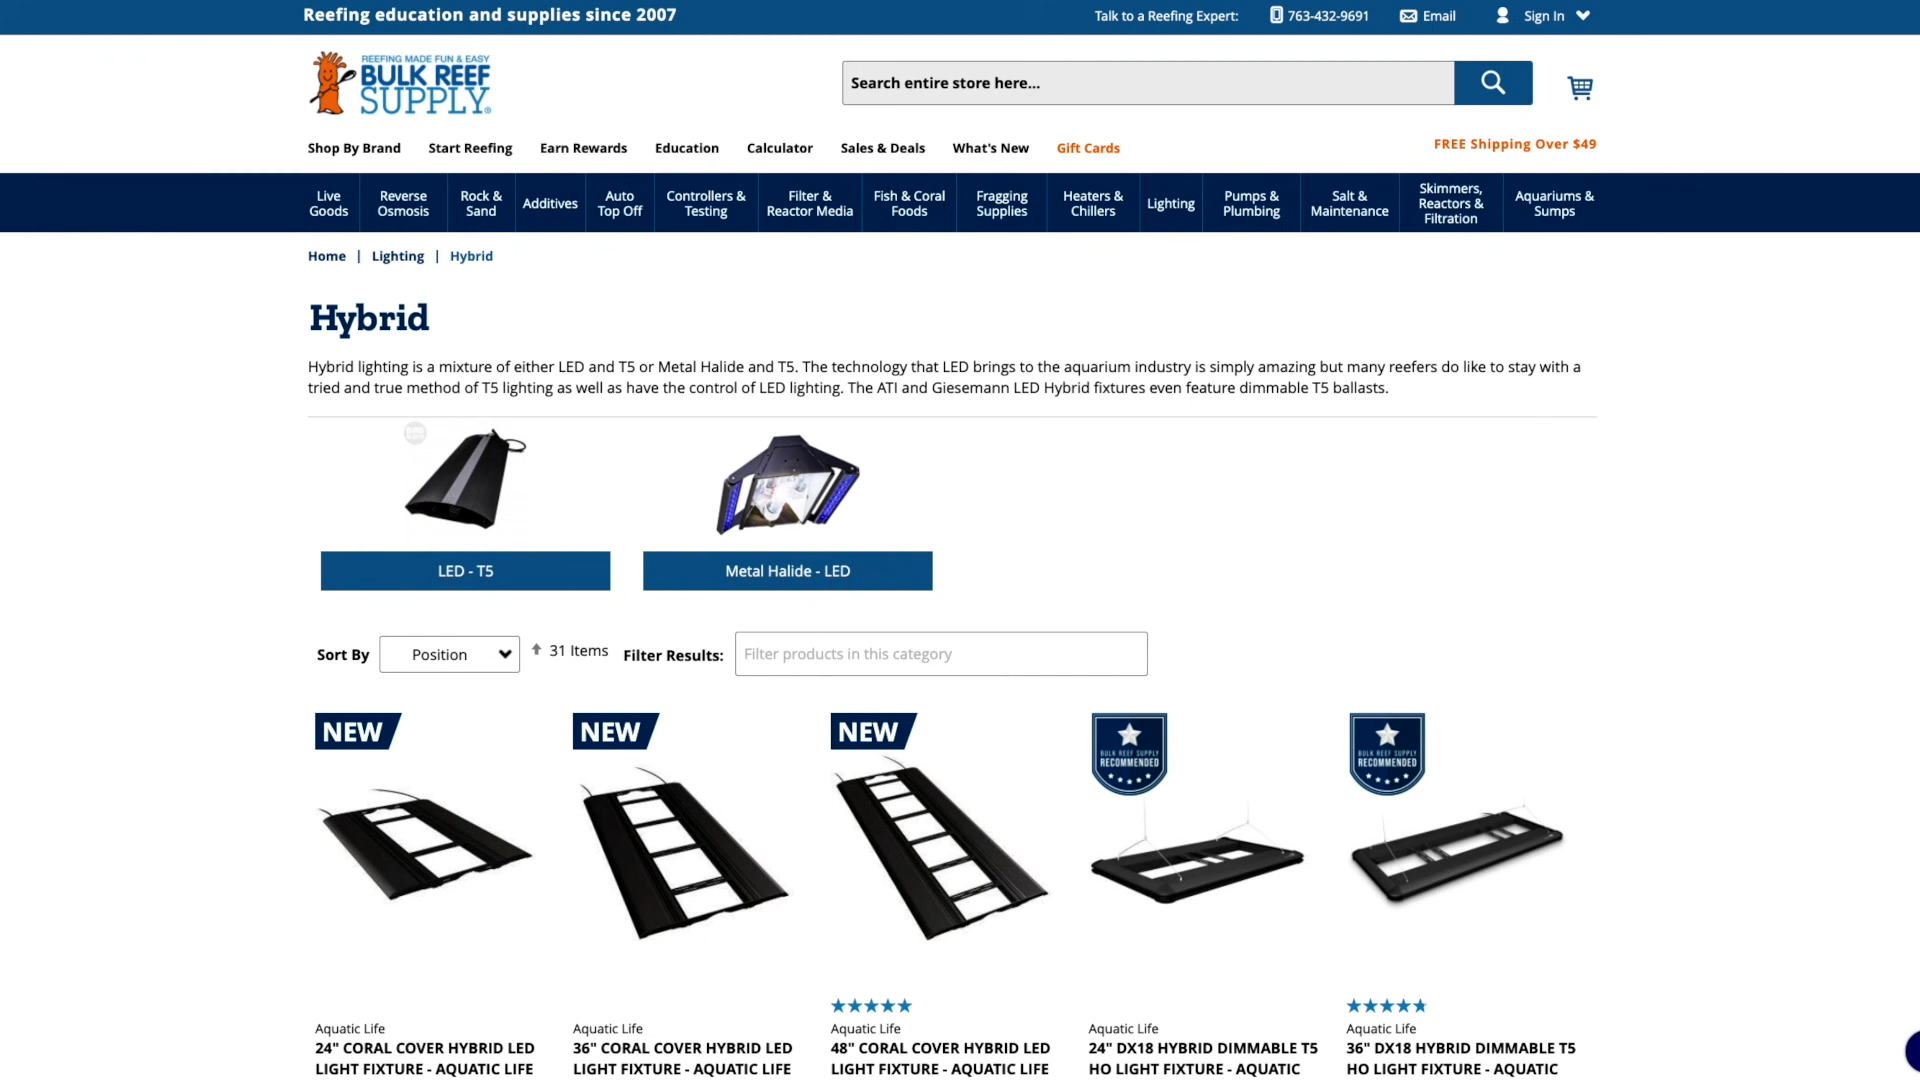 Reefing education and supplies since 2007
Talk to a Reefing Expert: 763-432-9691 Email Sign In
REEFING MADE FUN & EASY
BULK REEF
SUPPLY®
Search entire store here...
Shop By Brand Start Reefing Earn Rewards Education Calculator Sales & Deals What's New Gift Cards
FREE Shipping Over $49
Live
Goods
Reverse
Osmosis
Rock &
Sand
Additives
Auto
Top Off
Controllers &
Testing
Filter &
Reactor Media
Fish & Coral
Foods
Fragging
Supplies
Heaters &
Chillers
Lighting
Pumps &
Plumbing
Salt &
Maintenance
Skimmers,
Reactors &
Filtration
Aquariums &
Sumps
Home | Lighting | Hybrid
Hybrid
Hybrid lighting is a mixture of either LED and T5 or Metal Halide and T5. The technology that LED brings to the aquarium industry is simply amazing but many reefers do like to stay with a
tried and true method of T5 lighting as well as have the control of LED lighting. The ATI and Giesemann LED Hybrid fixtures even feature dimmable T5 ballasts.
LED - T5
Metal Halide - LED
Sort By Position 31 Items Filter Results: Filter products in this category
NEW
NEW
NEW
BULK REEF SUPPLY
RECOMMENDED
BULK REEF SUPPLY
RECOMMENDED
Aquatic Life
24" CORAL COVER HYBRID LED
LIGHT FIXTURE - AQUATIC LIFE
Aquatic Life
36" CORAL COVER HYBRID LED
LIGHT FIXTURE - AQUATIC LIFE
Aquatic Life
48" CORAL COVER HYBRID LED
LIGHT FIXTURE - AQUATIC LIFE
Aquatic Life
24" DX18 HYBRID DIMMABLE T5
HO LIGHT FIXTURE - AQUATIC
Aquatic Life
36" DX18 HYBRID DIMMABLE T5
HO LIGHT FIXTURE - AQUATIC